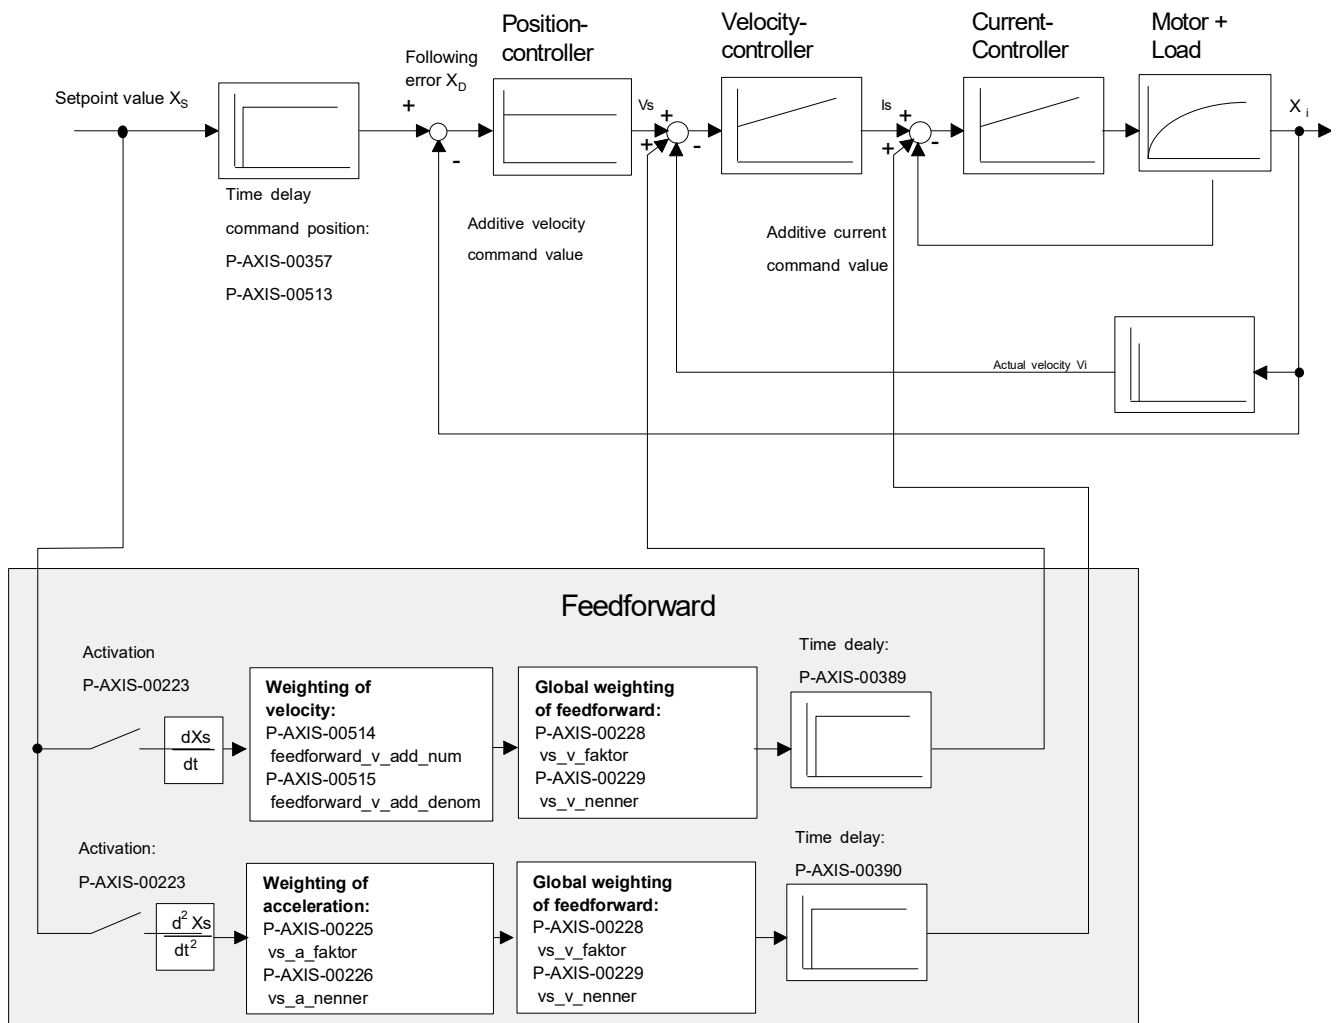 Position-
controller
Velocity-
controller
Current-
Controller
Motor +
Load
Following
error XD
Setpoint value XS
+
-
Vs
+
+
-
Is
+
+
-
X i
Time delay
command position:
P-AXIS-00357
P-AXIS-00513
Additive velocity
command value
Additive current
command value
Actual velocity Vi
Feedforward
Activation
P-AXIS-00223
dXs
dt
Weighting of
velocity:
P-AXIS-00514
feedforward_v_add_num
P-AXIS-00515
feedforward_v_add_denom
Global weighting
of feedforward:
P-AXIS-00228
vs_v_faktor
P-AXIS-00229
vs_v_nenner
Time dealy:
P-AXIS-00389
Activation:
P-AXIS-00223
d² Xs
dt²
Weighting of
acceleration:
P-AXIS-00225
vs_a_faktor
P-AXIS-00226
vs_a_nenner
Global weighting
of feedforward:
P-AXIS-00228
vs_v_faktor
P-AXIS-00229
vs_v_nenner
Time delay:
P-AXIS-00390